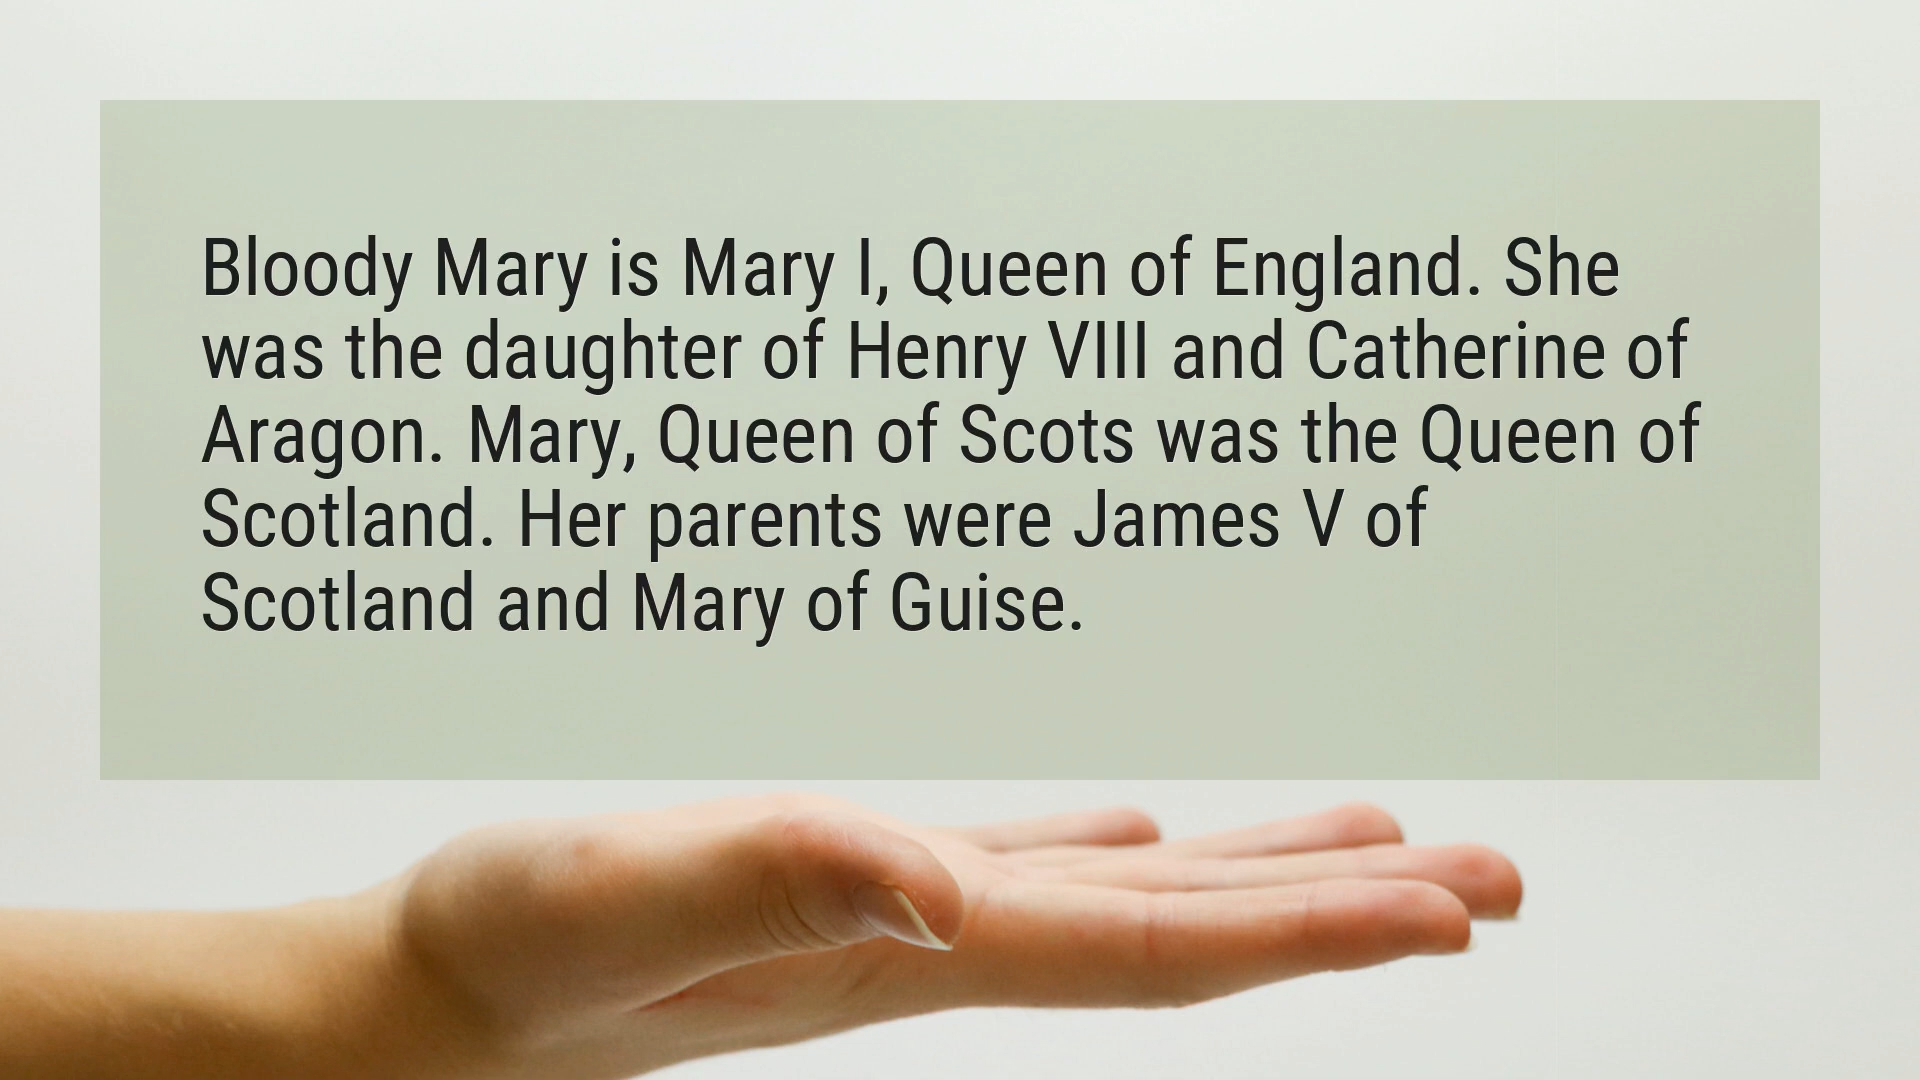 Bloody Mary is Mary I, Queen of England. She
was the daughter of Henry VIII and Catherine of
Aragon. Mary, Queen of Scots was the Queen of
Scotland. Her parents were James V of
Scotland and Mary of Guise.